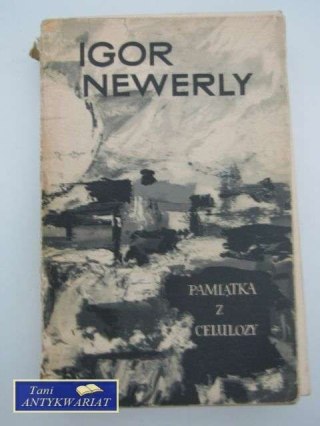 IGOR
NEWERLY
PAMIĄTKA
Z
CELULOZY
Tani
ANTYKWARIAT